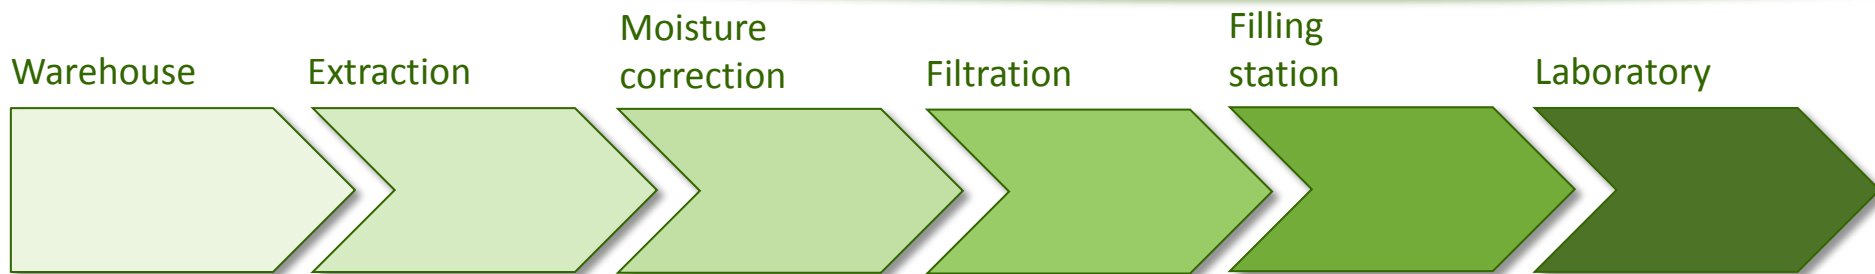 Warehouse
Extraction
Moisture
correction
Filtration
Filling
station
Laboratory